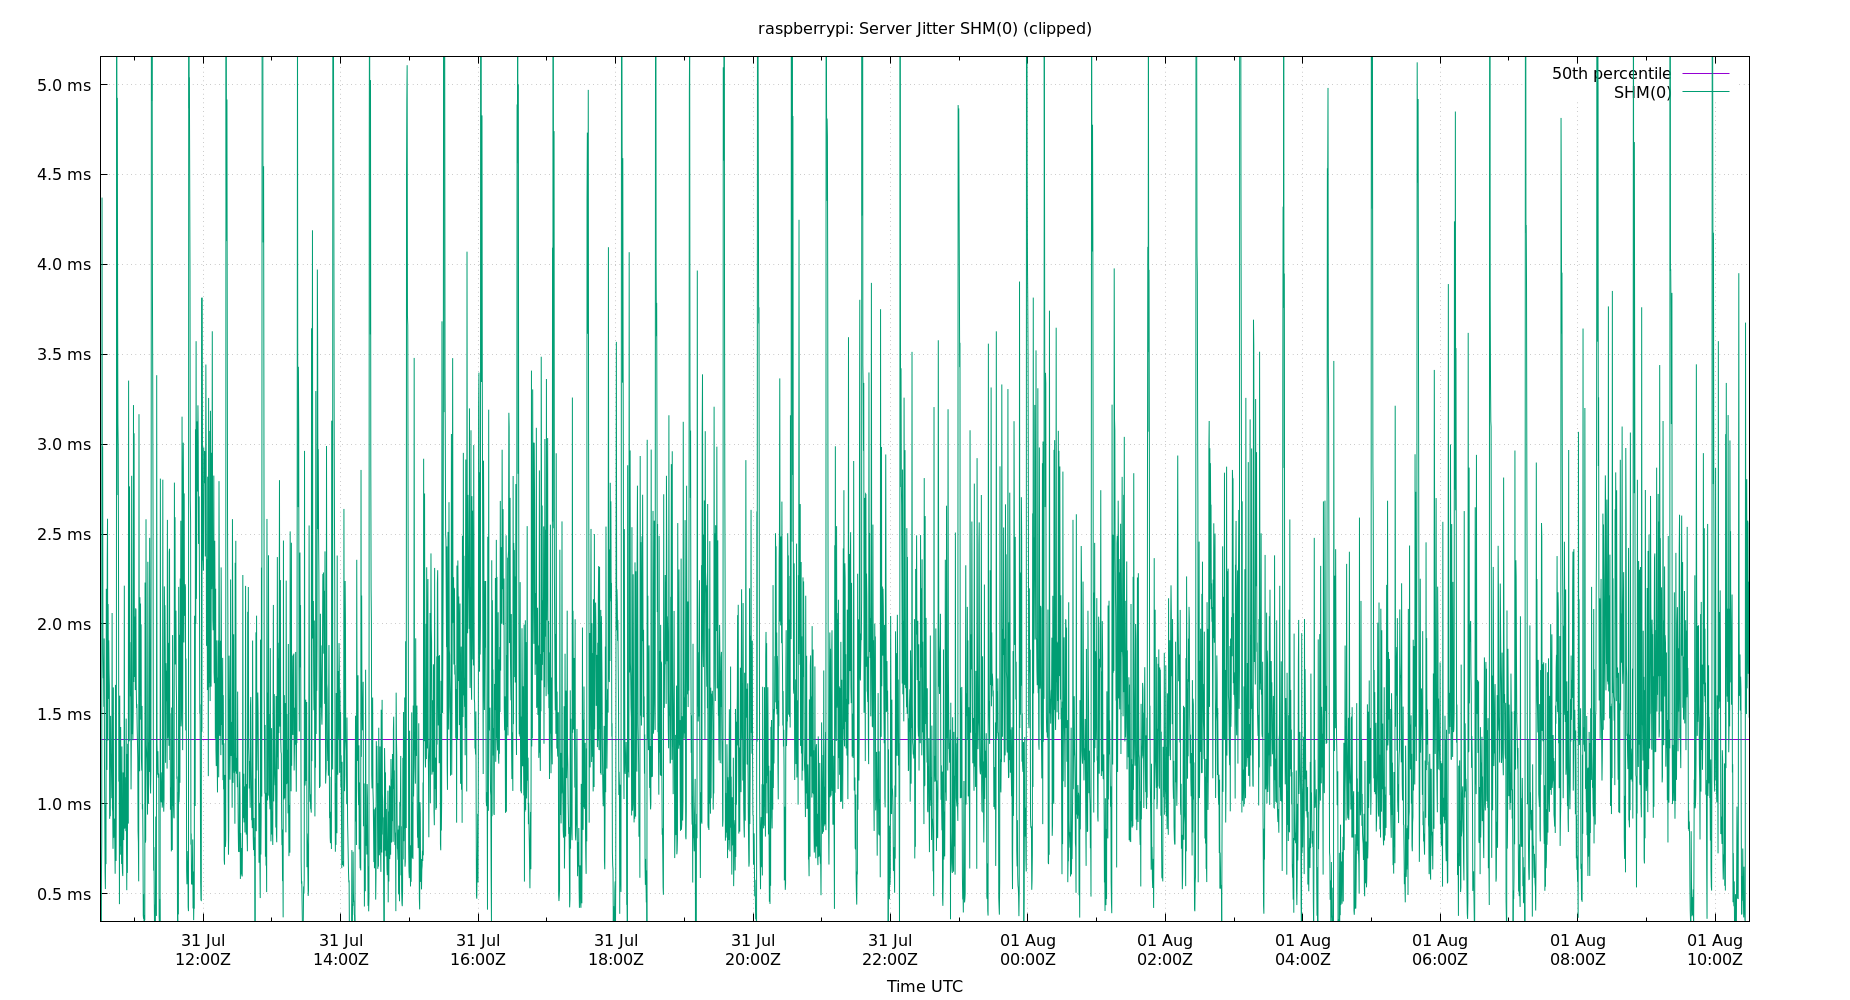 raspberrypi: Server Jitter SHM(0) (clipped)
50th percentile
SHM(0)
5.0 ms
4.5 ms
4.0 ms
3.5 ms
3.0 ms
2.5 ms
2.0 ms
1.5 ms
1.0 ms
0.5 ms
31 Jul 31 Jul 31 Jul 31 Jul 31 Jul 31 Jul 01 Aug 01 Aug 01 Aug 01 Aug 01 Aug 01 Aug
12:00Z 14:00Z 16:00Z 18:00Z 20:00Z 22:00Z 00:00Z 02:00Z 04:00Z 06:00Z 08:00Z 10:00Z
Time UTC